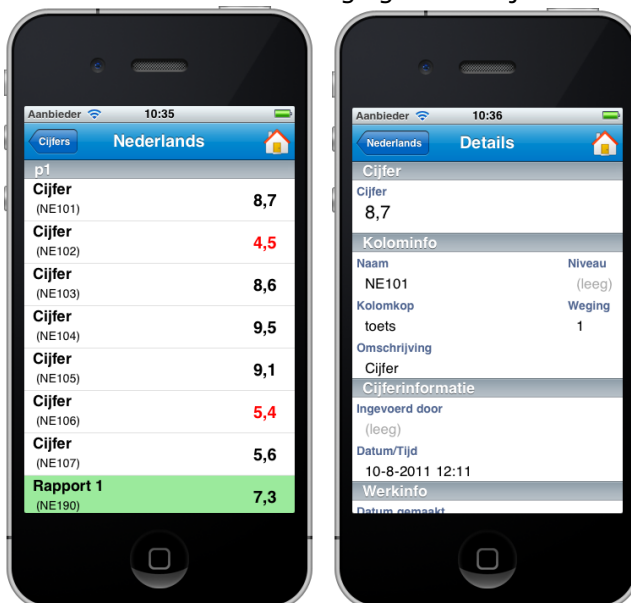 Aanbieder 10:35
Cijfers Nederlands
p1
Cijfer
(NE101) 8,7
Cijfer
(NE102) 4,5
Cijfer
(NE103) 8,6
Cijfer
(NE104) 9,5
Cijfer
(NE105) 9,1
Cijfer
(NE106) 5,4
Cijfer
(NE107) 5,6
Rapport 1
(NE190) 7,3
Aanbieder 10:36
Nederlands Details
Cijfer
Cijfer
8,7
Kolominfo
Naam Niveau
NE101 (leeg)
Kolomkop Weging
toets 1
Omschrijving
Cijfer
Cijferinformatie
Ingevoerd door
(leeg)
Datum/Tijd
10-8-2011 12:11
Werkinfo
Datum gemaakt